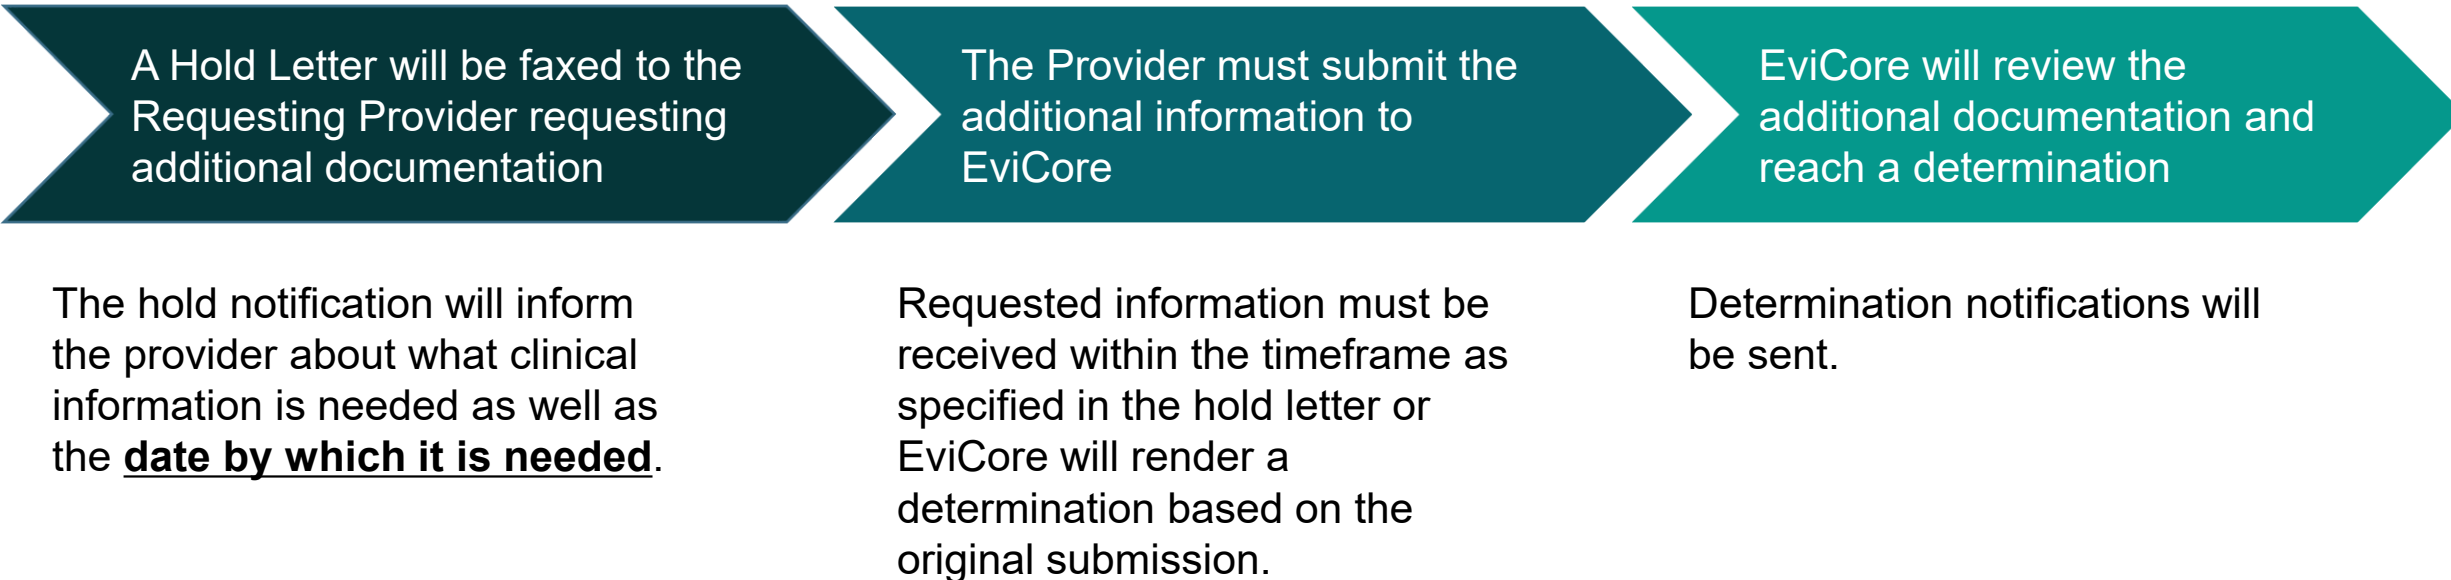 A Hold Letter will be faxed to the
Requesting Provider requesting
additional documentation
The Provider must submit the
additional information to
EviCore
EviCore will review the
additional documentation and
reach a determination
The hold notification will inform
the provider about what clinical
information is needed as well as
the date by which it is needed.
Requested information must be
received within the timeframe as
specified in the hold letter or
EviCore will render a
determination based on the
original submission.
Determination notifications will
be sent.